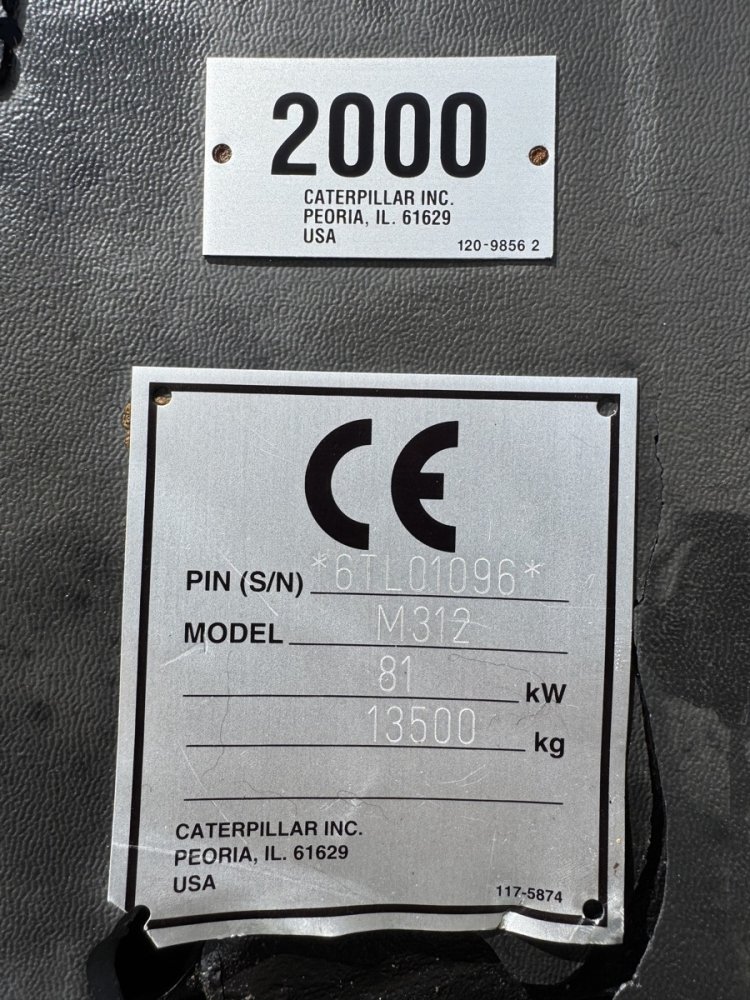 2000
CATERPILLAR INC.
PEORIA, IL. 61629
USA
120-9856 2
CE
PIN (S/N) *6TL01096*
MODEL M312
81 kW
13500 kg
CATERPILLAR INC.
PEORIA, IL. 61629
USA
117-5874